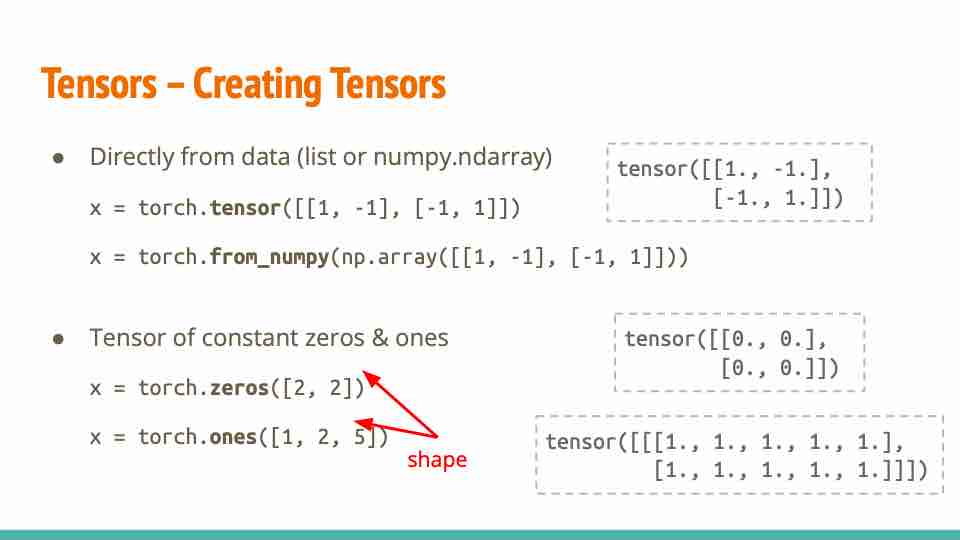 Tensors – Creating Tensors
● Directly from data (list or numpy.ndarray)
x = torch.tensor([[1, -1], [-1, 1]])
x = torch.from_numpy(np.array([[1, -1], [-1, 1]]))
tensor([[1., -1.],
[-1., 1.]])
● Tensor of constant zeros & ones
x = torch.zeros([2, 2])
x = torch.ones([1, 2, 5])
shape
tensor([[0., 0.],
[0., 0.]])
tensor([[[1., 1., 1., 1., 1.],
[1., 1., 1., 1., 1.]]])